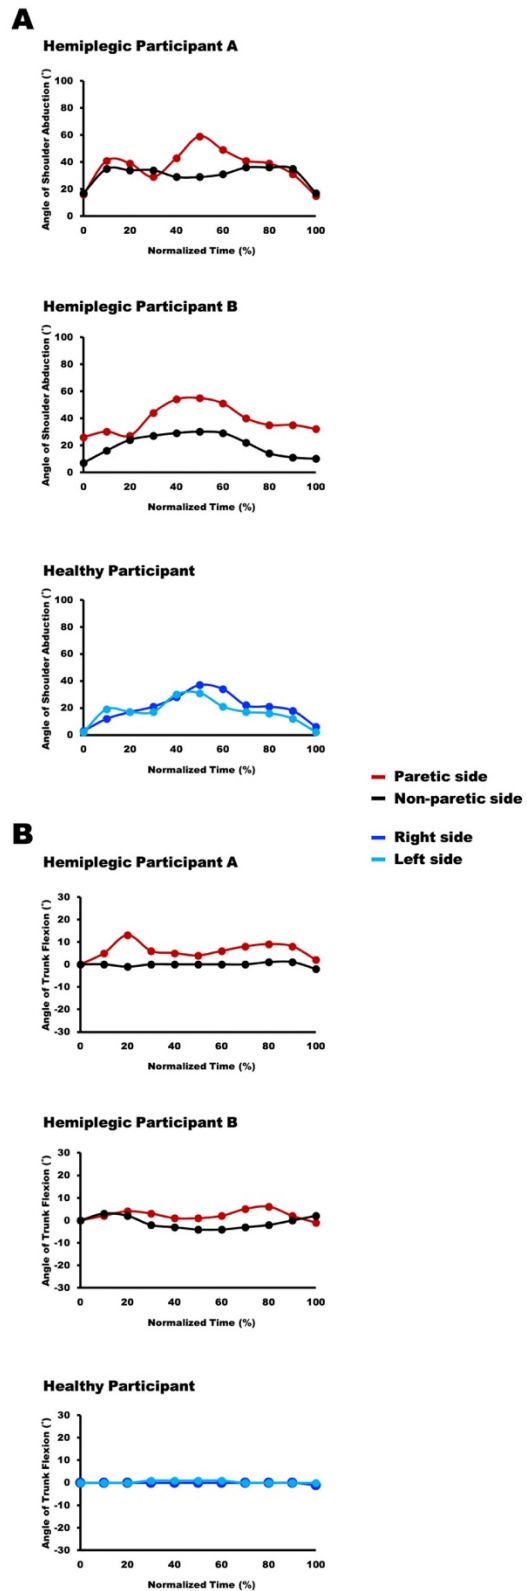 A
Hemiplegic Participant A
Angle of Shoulder Abduction (°)
100
80
60
40
20
0
0 20 40 60 80 100
Normalized Time (%)
Hemiplegic Participant B
Angle of Shoulder Abduction (°)
100
80
60
40
20
0
0 20 40 60 80 100
Normalized Time (%)
Healthy Participant
Angle of Shoulder Abduction (°)
100
80
60
40
20
0
0 20 40 60 80 100
Normalized Time (%)
Paretic side
Non-paretic side
Right side
Left side
B
Hemiplegic Participant A
Angle of Trunk Flexion (°)
30
20
10
0
-10
-20
-30
0 20 40 60 80 100
Normalized Time (%)
Hemiplegic Participant B
Angle of Trunk Flexion (°)
30
20
10
0
-10
-20
-30
0 20 40 60 80 100
Normalized Time (%)
Healthy Participant
Angle of Trunk Flexion (°)
30
20
10
0
-10
-20
-30
0 20 40 60 80 100
Normalized Time (%)